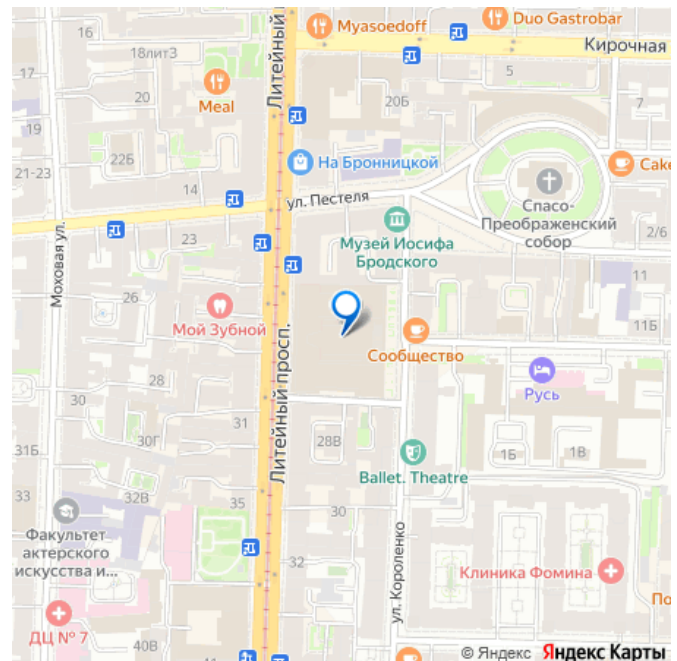 Duo Gastrobar
Myasoedoff
16
18лит3
Литейный
Кирочная
17
5
Meal
20
20Б
7
19
22Б
На Бронницкой
Cake
21-23
14
ул. Пестеля
Спасо-
Преображенский
собор
Моховая ул.
23
Музей Иосифа
Бродского
2/6
11
26
Мой Зубной
11Б
Сообщество
Литейный просп.
28
Русь
31
30Г
28В
31Б
1Б
1В
Ballet. Theatre
33
32В
35
30
Факультет
актерского
искусства и...
32
ул. Короленко
Клиника Фомина
По
ДЦ № 7
40В
© Яндекс Яндекс Карты